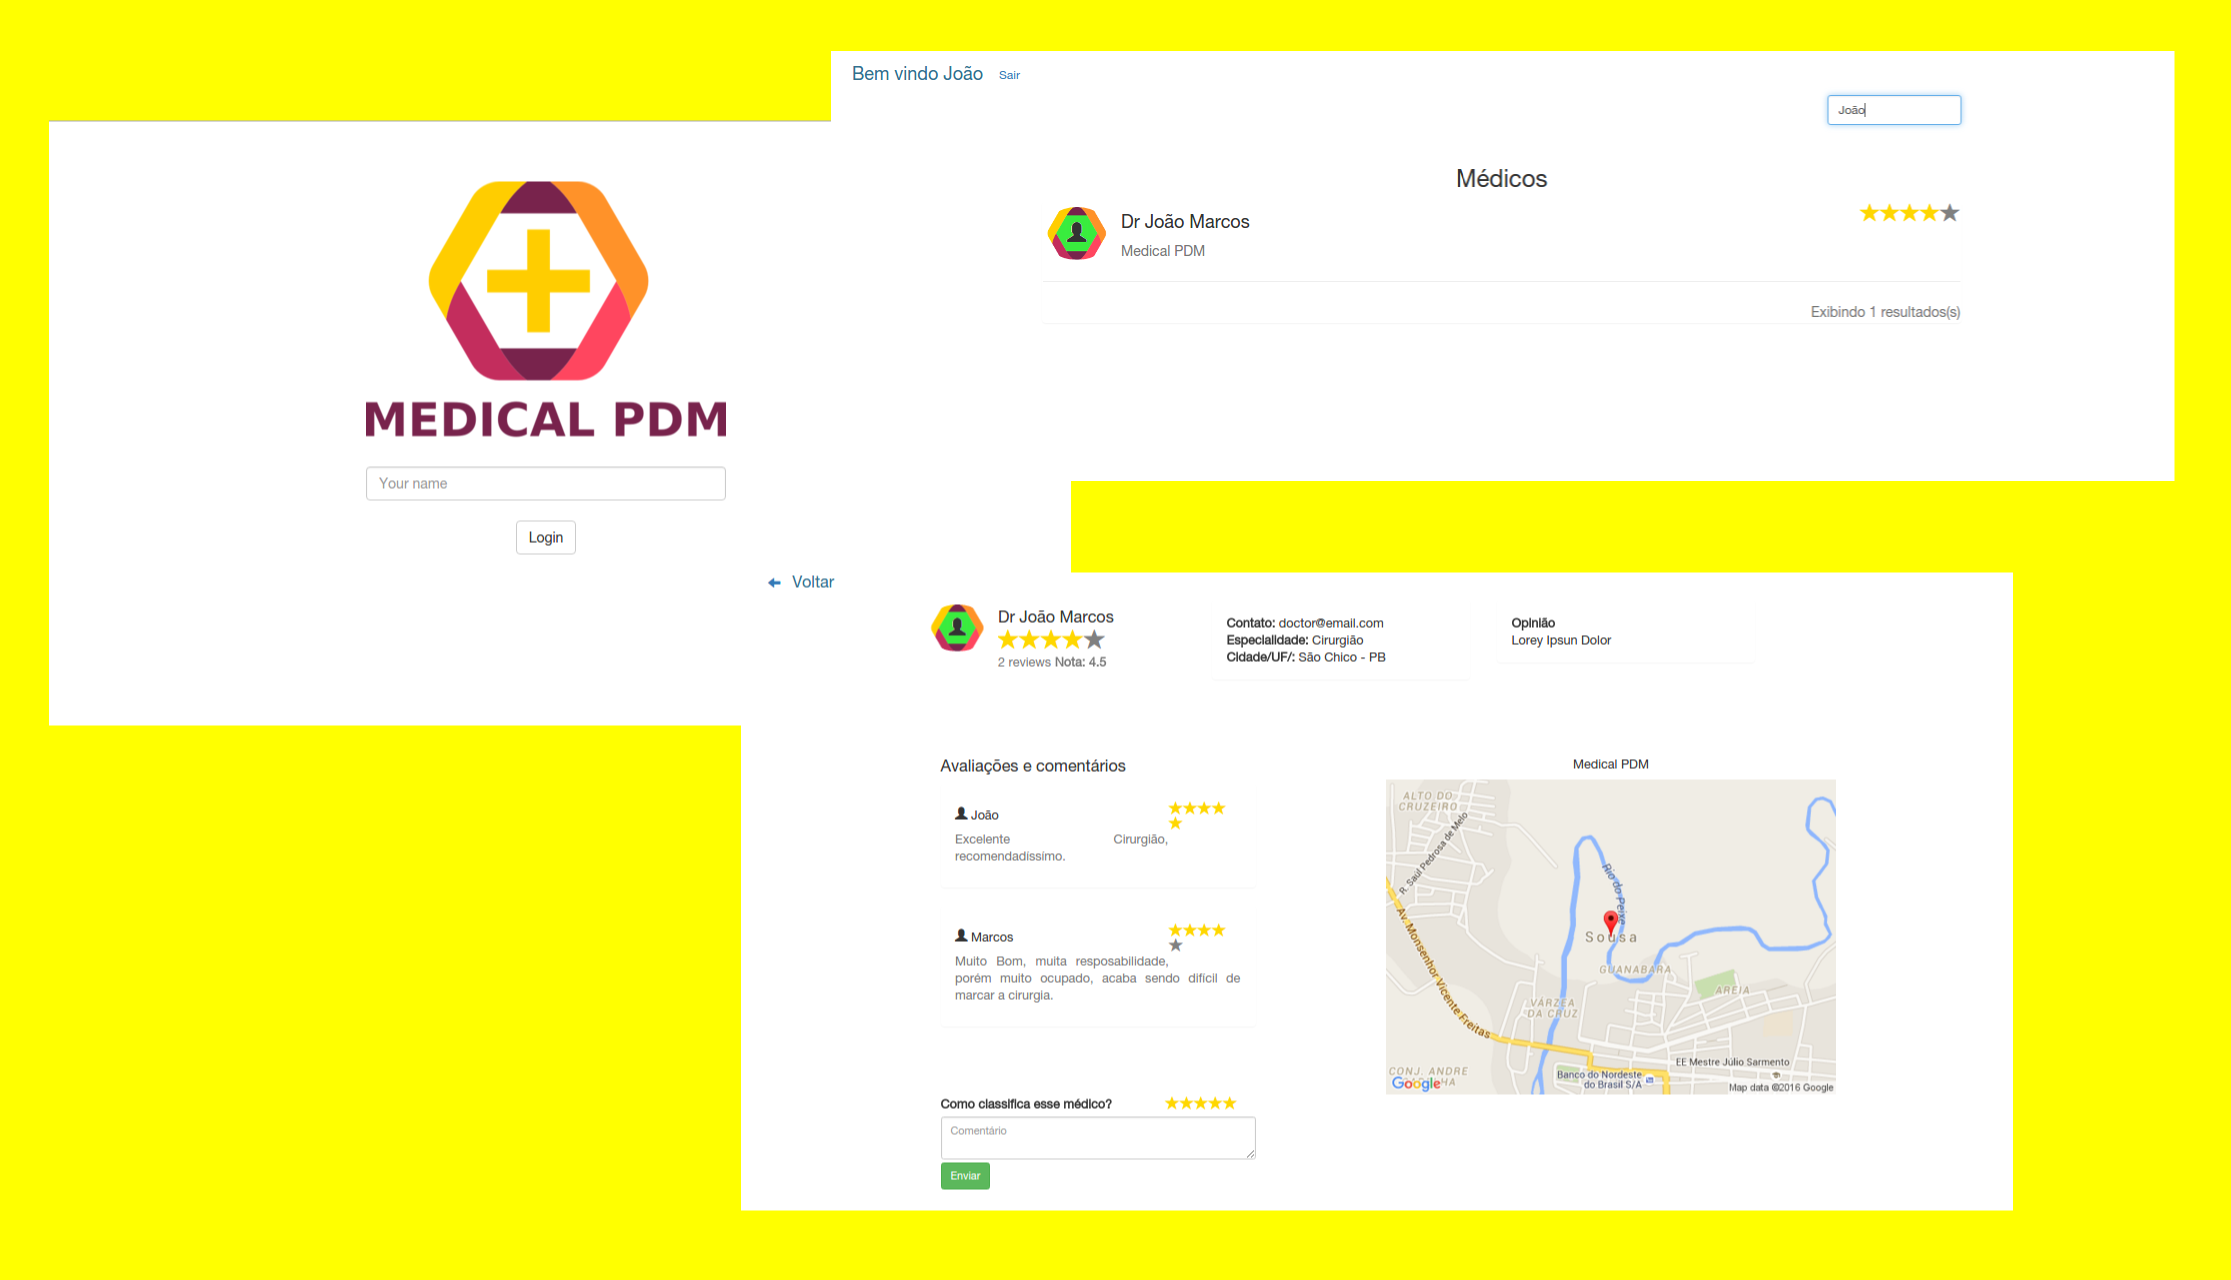 MEDICAL PDM
Your name
Login
Bem vindo João Sair
João
Médicos
Dr João Marcos
Medical PDM
Exibindo 1 resultados(s)
Voltar
Dr João Marcos
2 reviews Nota: 4.5
Contato: doctor@email.com
Especialidade: Cirurgião
Cidade/UF/: São Chico - PB
Opinião
Lorey Ipsun Dolor
Avaliações e comentários
João
Excelente Cirurgião,
recomendadíssimo.
Marcos
Muito Bom, muita resposabilidade,
porém muito ocupado, acaba sendo difícil de
marcar a cirurgia.
Como classifica esse médico?
Comentário
Enviar
Medical PDM
ALTO DO
CRUZEIRO
R. Saul Pedrosa de Melo
Rio do Peixe
Sousa
GUANABARA
Av. Monsenhor Vicente Freitas
AREIA
VÁRZEA
DA CRUZ
EE Mestre Júlio Sarmento
CONJ. ANDRE
Banco do Nordeste
do Brasil S/A
Google
Map data ©2016 Google